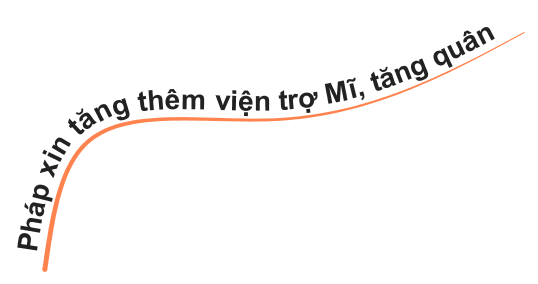 Pháp xin tăng thêm viện trợ Mĩ, tăng quân